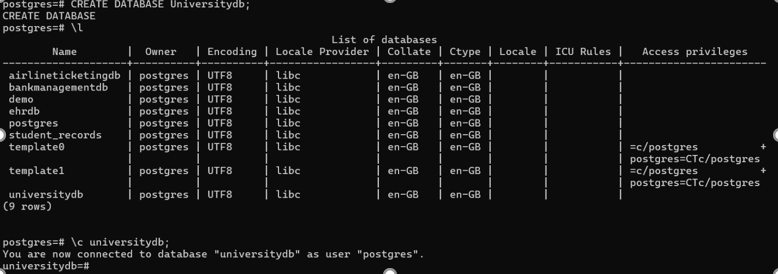 postgres=# CREATE DATABASE Universitydb;
CREATE DATABASE
postgres=# \l
List of databases
Name | Owner | Encoding | Locale Provider | Collate | Ctype | Locale | ICU Rules | Access privileges
-------------------+----------+----------+-----------------+---------+-------+--------+-----------+-----------------------
airlineticketingdb | postgres | UTF8 | libc | en-GB | en-GB | | |
bankmanagementdb | postgres | UTF8 | libc | en-GB | en-GB | | |
demo | postgres | UTF8 | libc | en-GB | en-GB | | |
ehrdb | postgres | UTF8 | libc | en-GB | en-GB | | |
postgres | postgres | UTF8 | libc | en-GB | en-GB | | |
student_records | postgres | UTF8 | libc | en-GB | en-GB | | |
template0 | postgres | UTF8 | libc | en-GB | en-GB | | | =c/postgres +
| | | | | | | | postgres=CTc/postgres
template1 | postgres | UTF8 | libc | en-GB | en-GB | | | =c/postgres +
| | | | | | | | postgres=CTc/postgres
universitydb | postgres | UTF8 | libc | en-GB | en-GB | | |
(9 rows)
postgres=# \c universitydb;
You are now connected to database "universitydb" as user "postgres".
universitydb=#